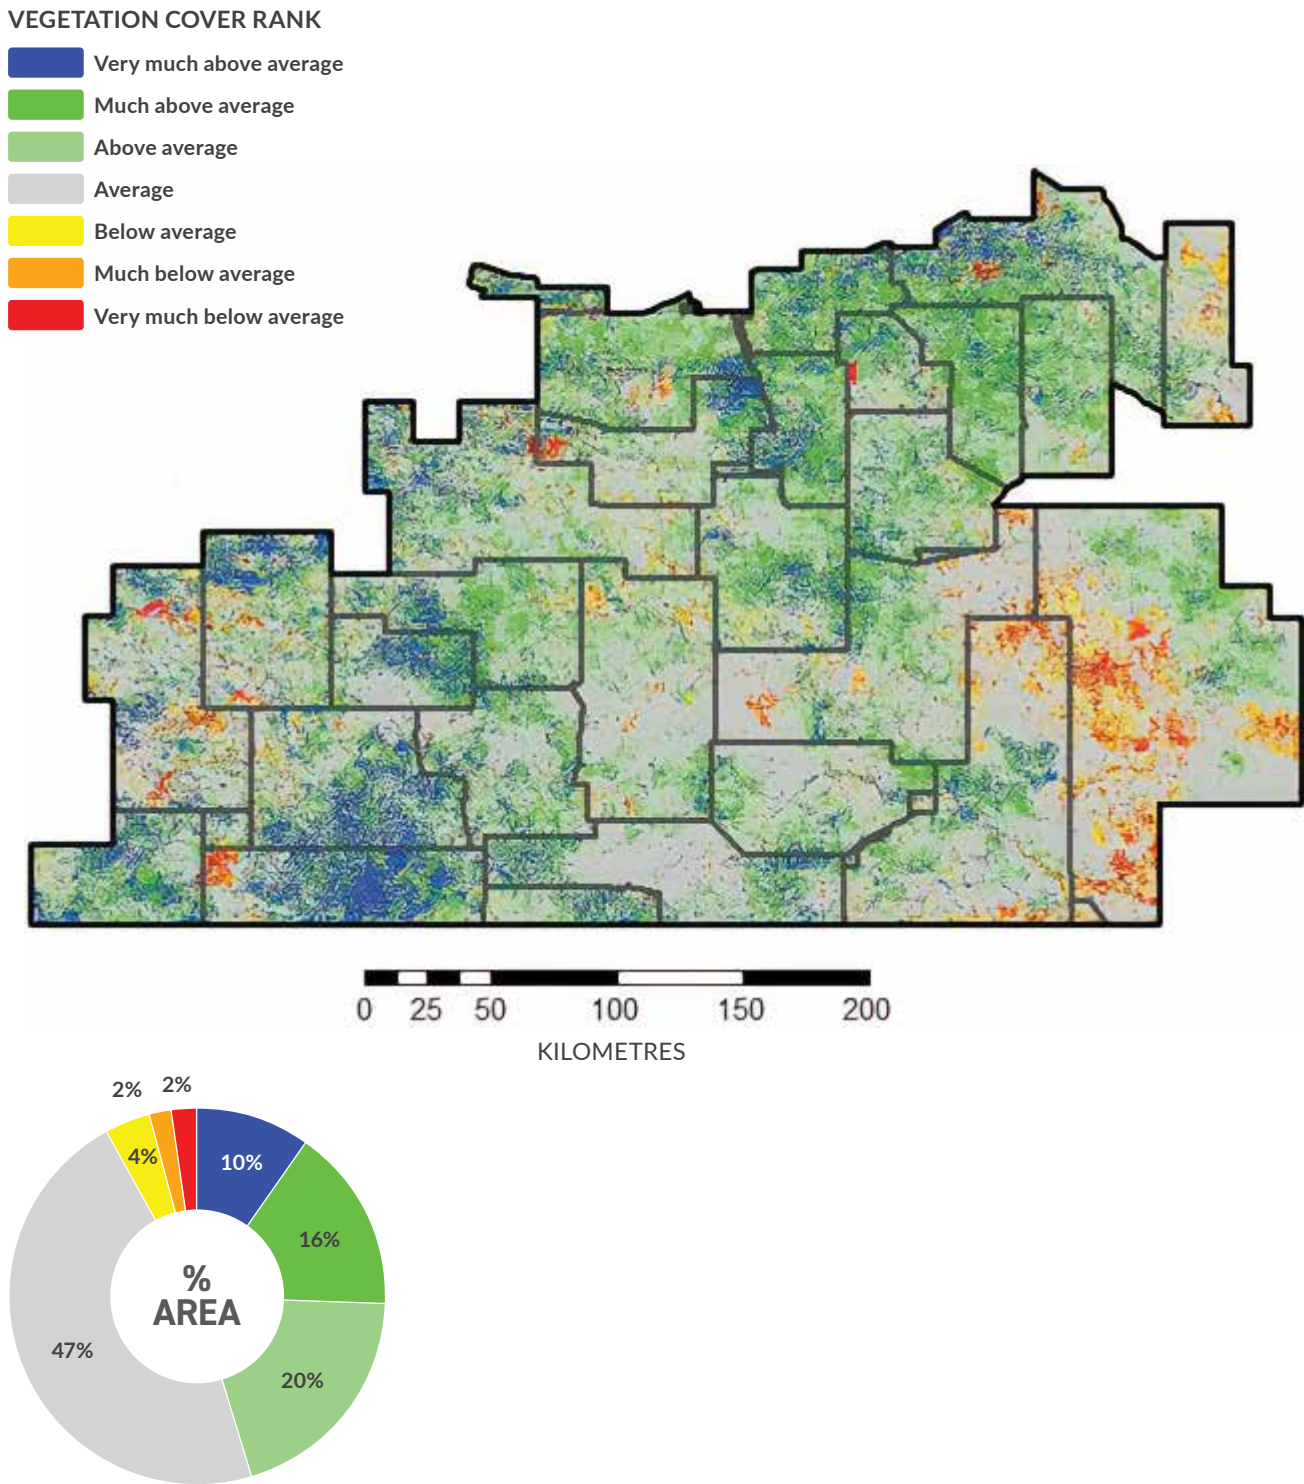 VEGETATION COVER RANK
Very much above average
Much above average
Above average
Average
Below average
Much below average
Very much below average
0 25 50 100 150 200
KILOMETRES
2% 2%
4% 10%
16%
% 
AREA
47%
20%